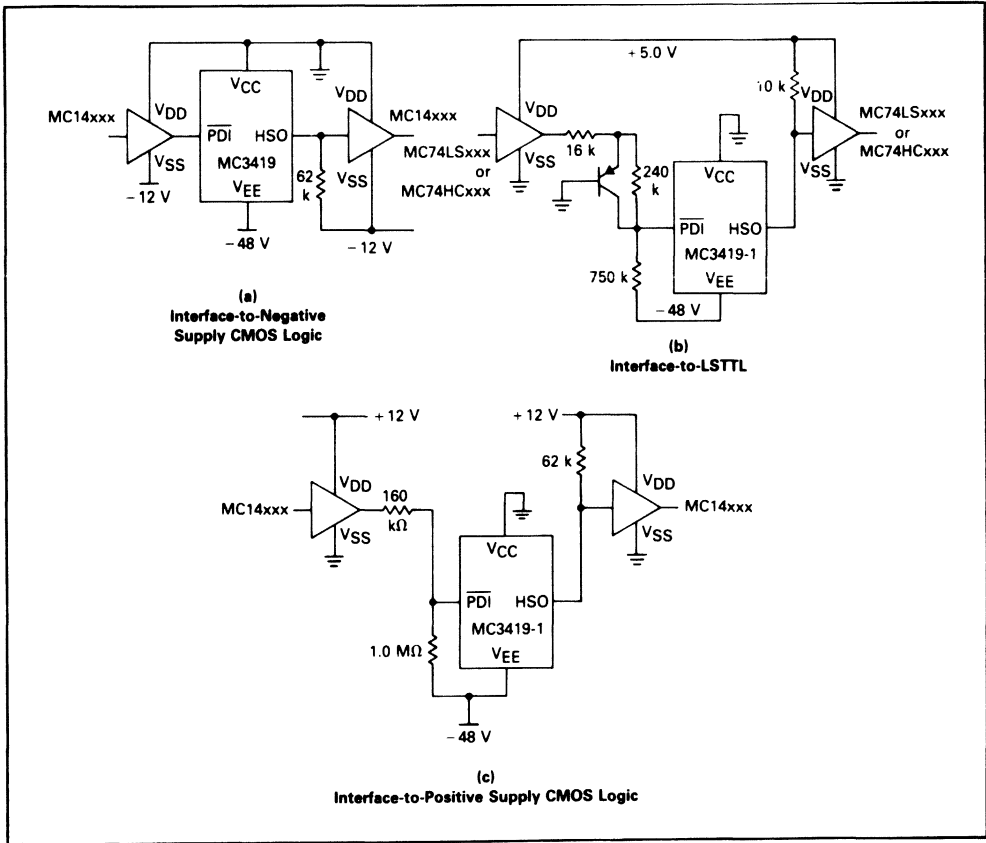 VCC
VDD
MC14xxx
PDI
HSO
MC3419
VEE
VSS
- 12 V
- 48 V
62
k
VDD
VSS
MC14xxx
- 12 V
(a)
Interface-to-Negative
Supply CMOS Logic
+ 5.0 V
MC74LSxxx
or
MC74HCxxx
VDD
VSS
16 k
240
k
750 k
VCC
PDI
HSO
MC3419-1
VEE
- 48 V
10 k
VDD
VSS
MC74LSxxx
or
MC74HCxxx
(b)
Interface-to-LSTTL
+ 12 V
VDD
MC14xxx
VSS
160
kΩ
1.0 MΩ
VCC
PDI
HSO
MC3419-1
VEE
- 48 V
+ 12 V
62 k
VDD
VSS
MC14xxx
(c)
Interface-to-Positive Supply CMOS Logic